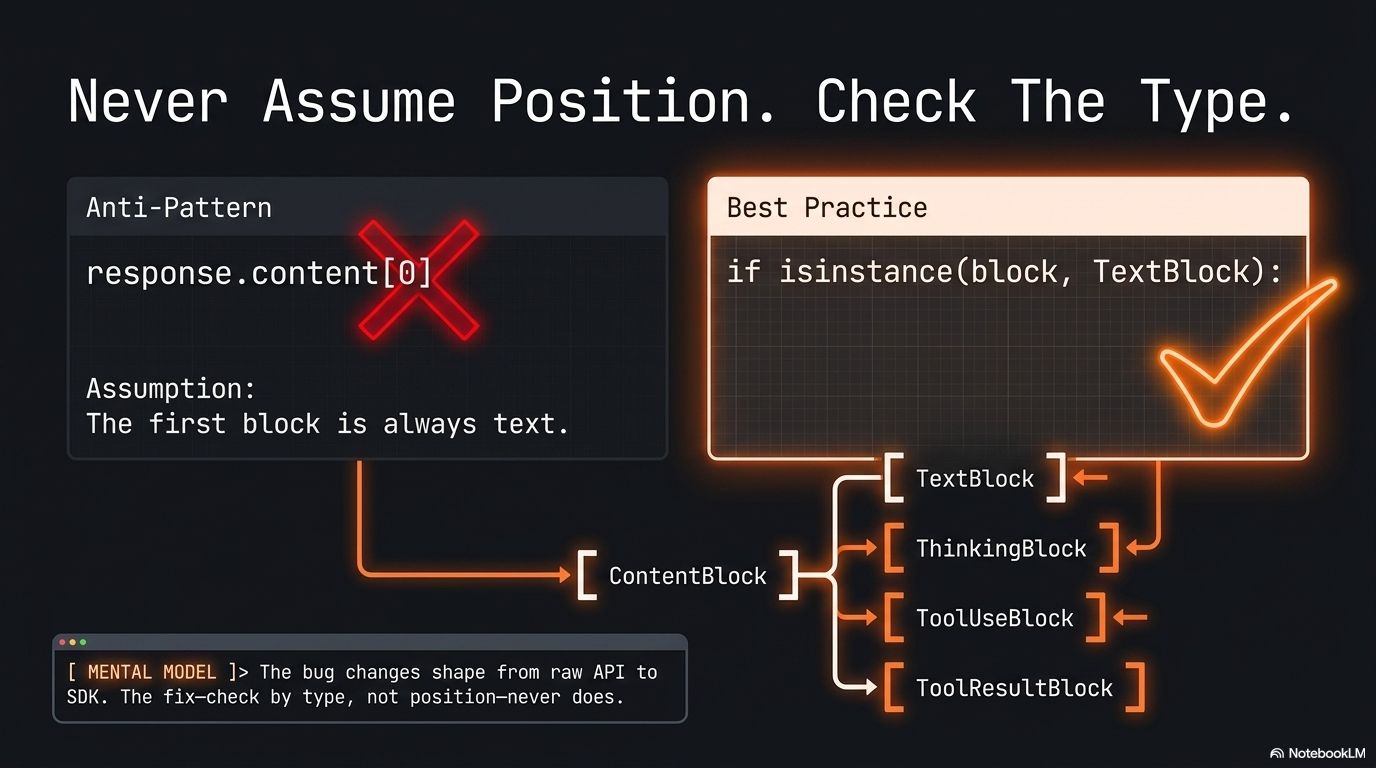 Never Assume Position. Check The Type.
Anti-Pattern
response.content[0]
Assumption:
The first block is always text.
Best Practice
if isinstance(block, TextBlock):
[ ContentBlock ]
[ TextBlock ]
[ ThinkingBlock ]
[ ToolUseBlock ]
[ ToolResultBlock ]
[ MENTAL MODEL ]> The bug changes shape from raw API to
SDK. The fix—check by type, not position—never does.
NotebookLM